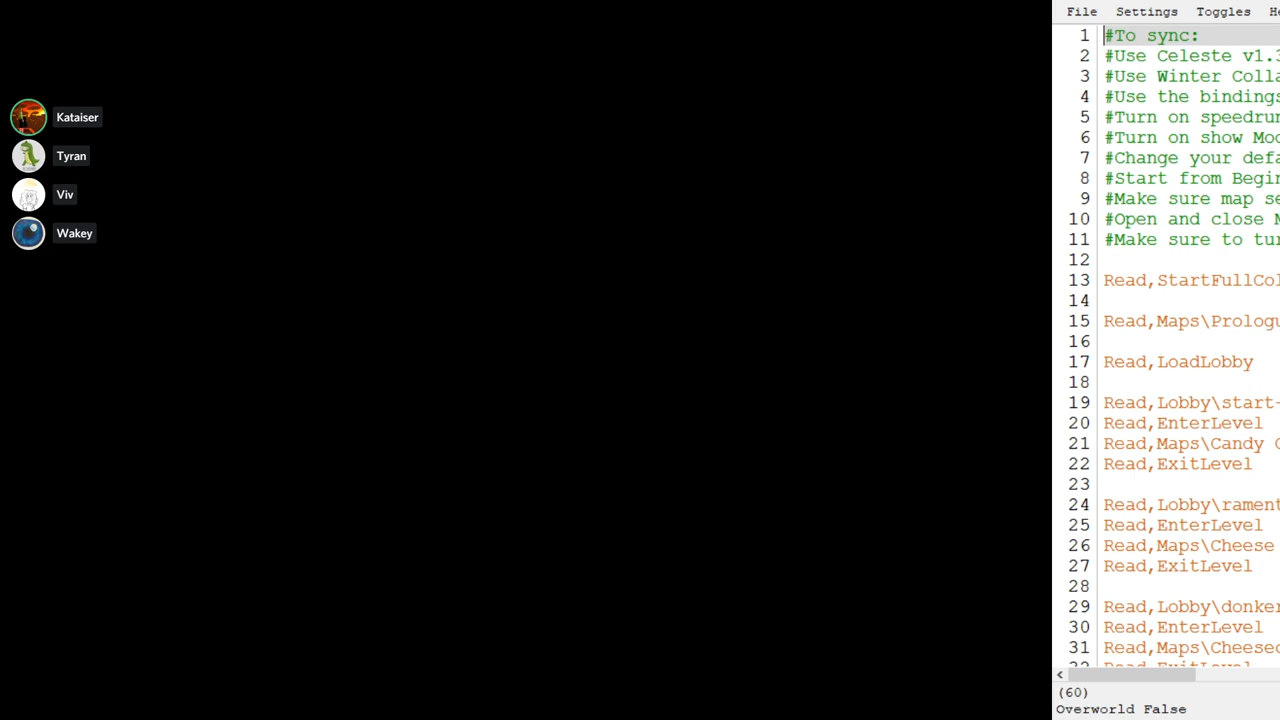 File Settings Toggles
Kataiser
Tyran
Viv
Wakey
1 #To sync:
2 #Use Celeste v1.3
3 #Use Winter Colla
4 #Use the bindings
5 #Turn on speedrun
6 #Turn on show Mod
7 #Change your defa
8 #Start from Begin
9 #Make sure map se
10 #Open and close M
11 #Make sure to tur
12
13 Read,StartFullCol
14
15 Read,Maps\Prologu
16
17 Read,LoadLobby
18
19 Read,Lobby\start-
20 Read,EnterLevel
21 Read,Maps\Candy C
22 Read,ExitLevel
23
24 Read,Lobby\rament
25 Read,EnterLevel
26 Read,Maps\Cheese
27 Read,ExitLevel
28
29 Read,Lobby\donker
30 Read,EnterLevel
31 Read,Maps\Cheesec
(60)
Overworld False